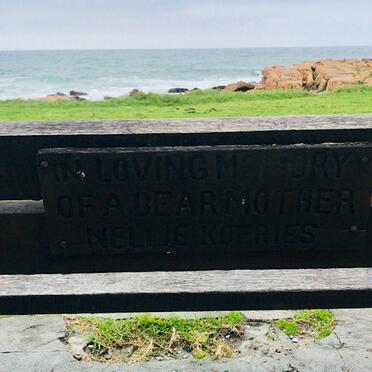 IN LOVING MEMORY
OF A DEAR MOTHER
NELLIE KOERIES